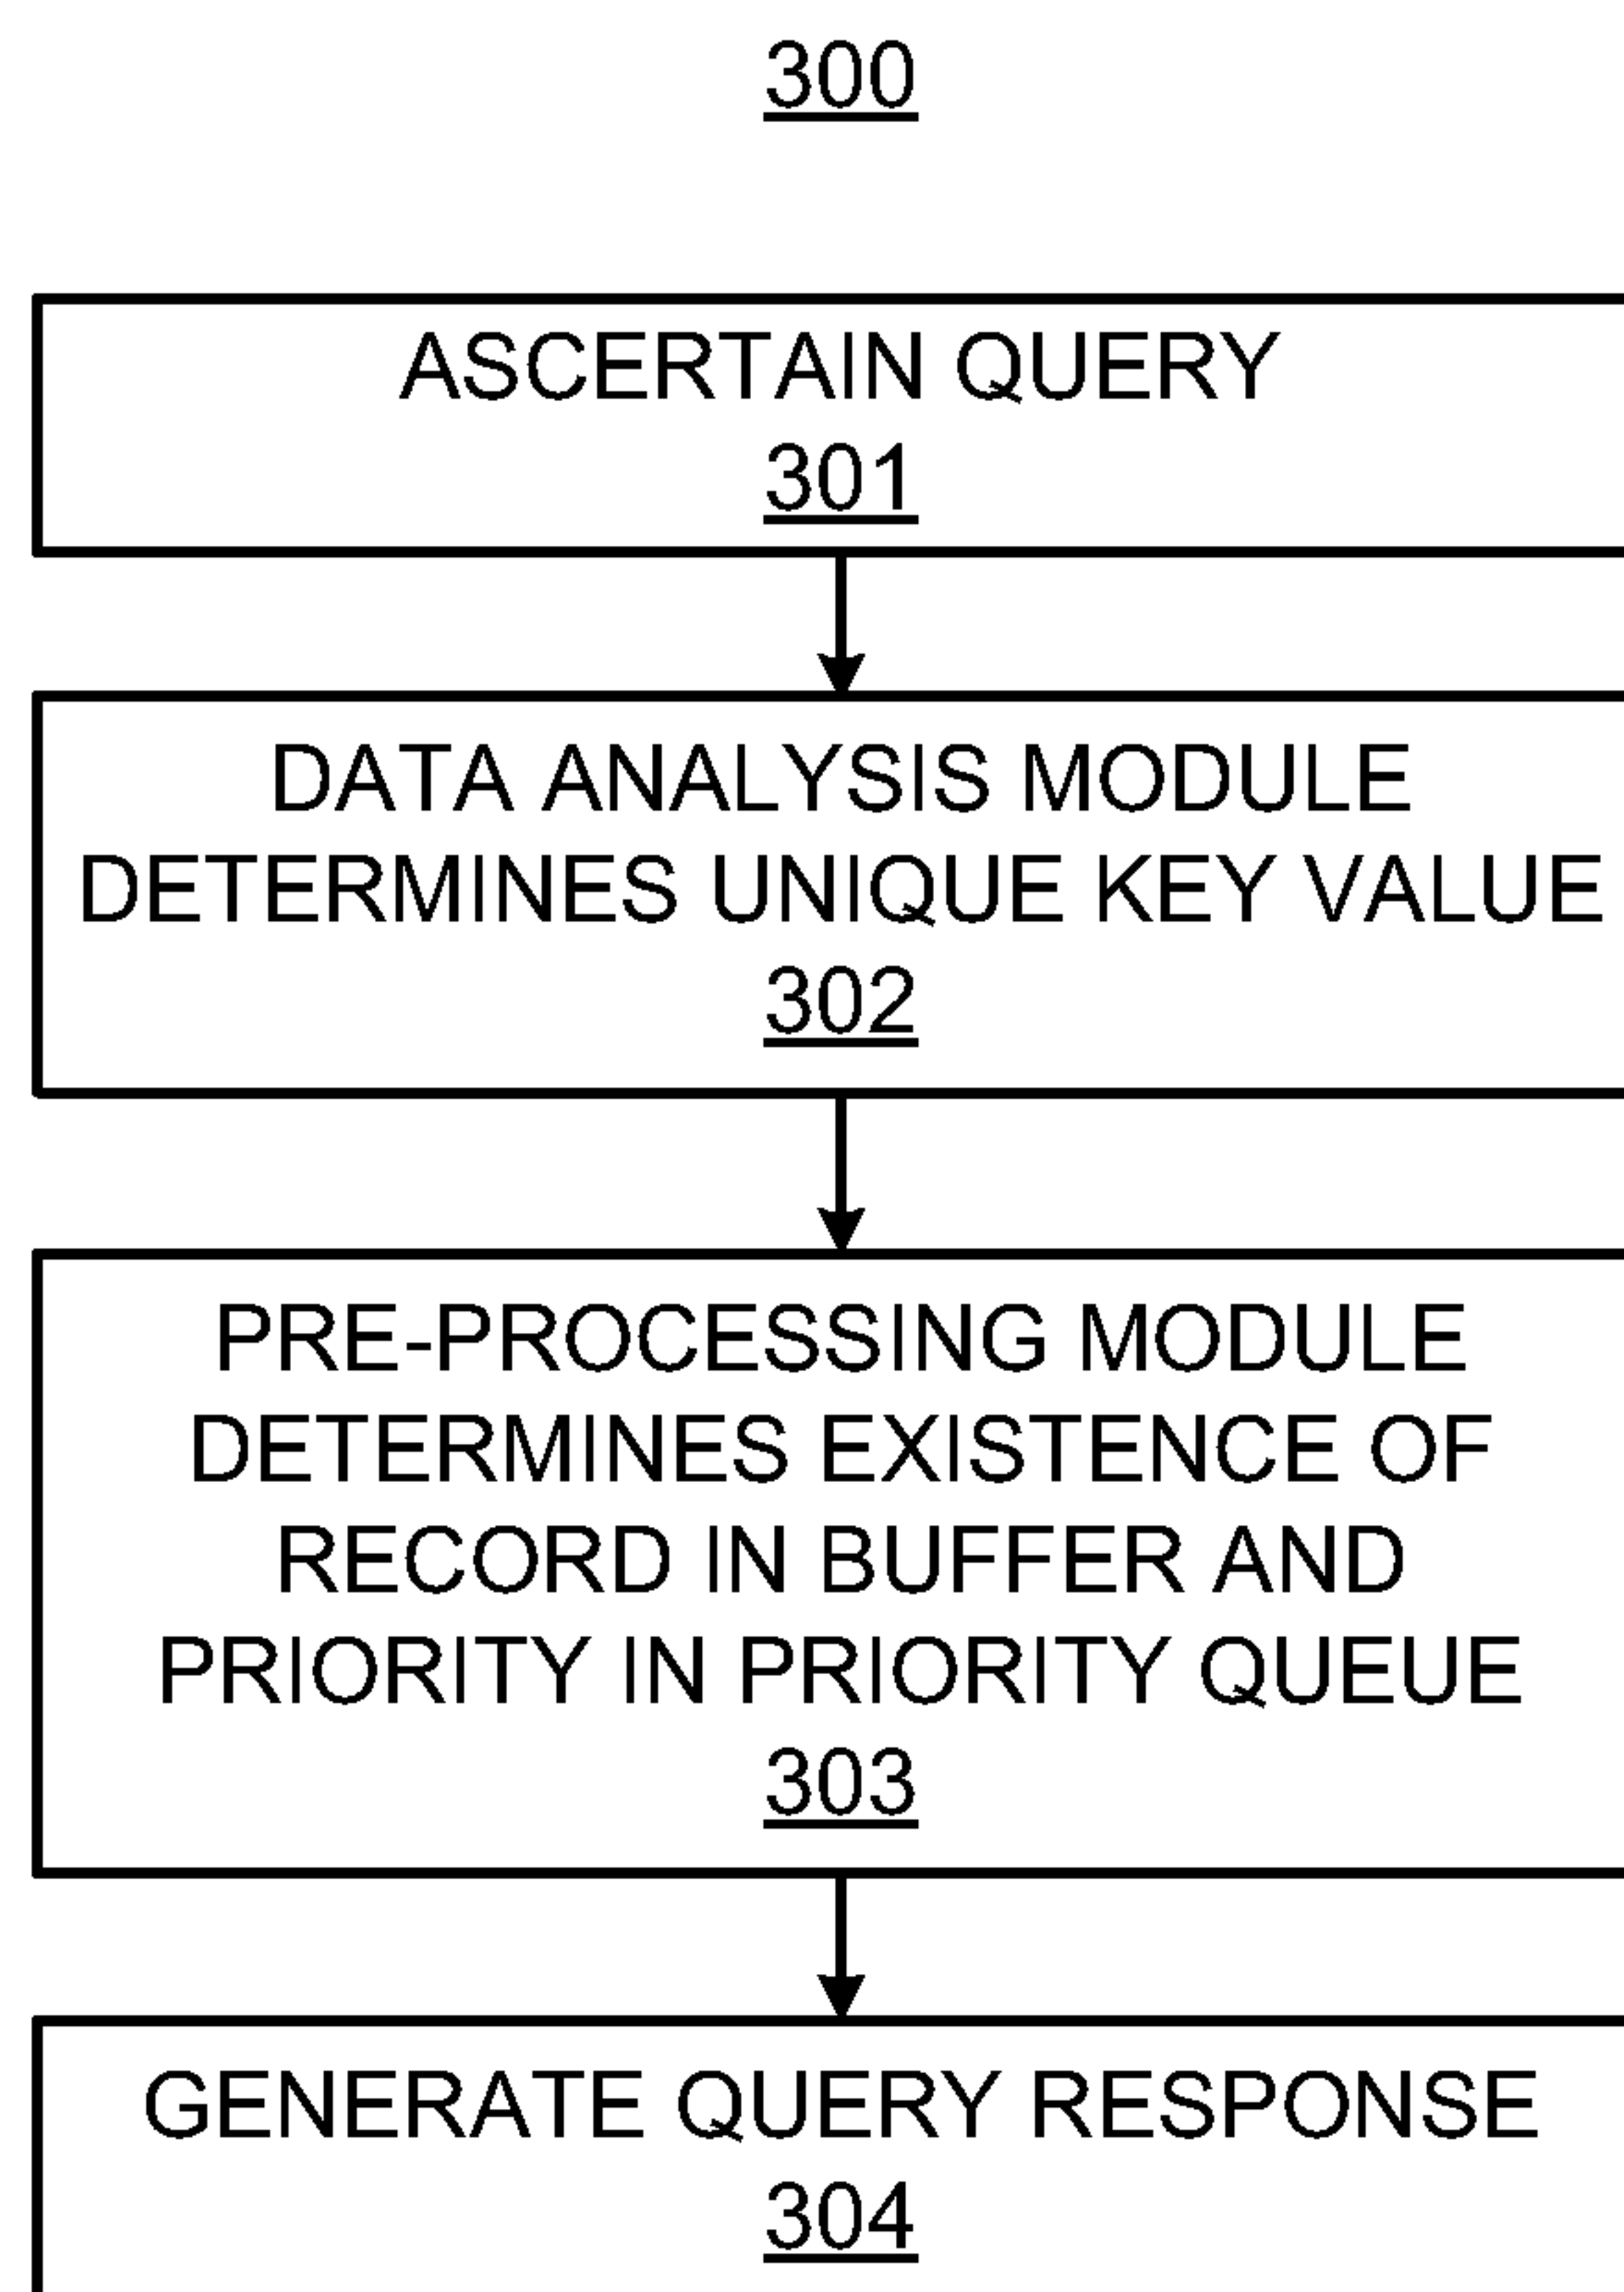 300
ASCERTAIN QUERY
301
DATA ANALYSIS MODULE
DETERMINES UNIQUE KEY VALUE
302
PRE-PROCESSING MODULE
DETERMINES EXISTENCE OF
RECORD IN BUFFER AND
PRIORITY IN PRIORITY QUEUE
303
GENERATE QUERY RESPONSE
304